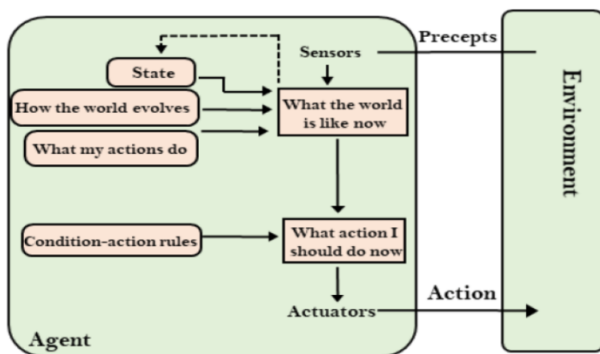 Sensors
Precepts
State
How the world evolves
What the world
is like now
What my actions do
Environment
Condition-action rules
What action I
should do now
Actuators
Action
Agent